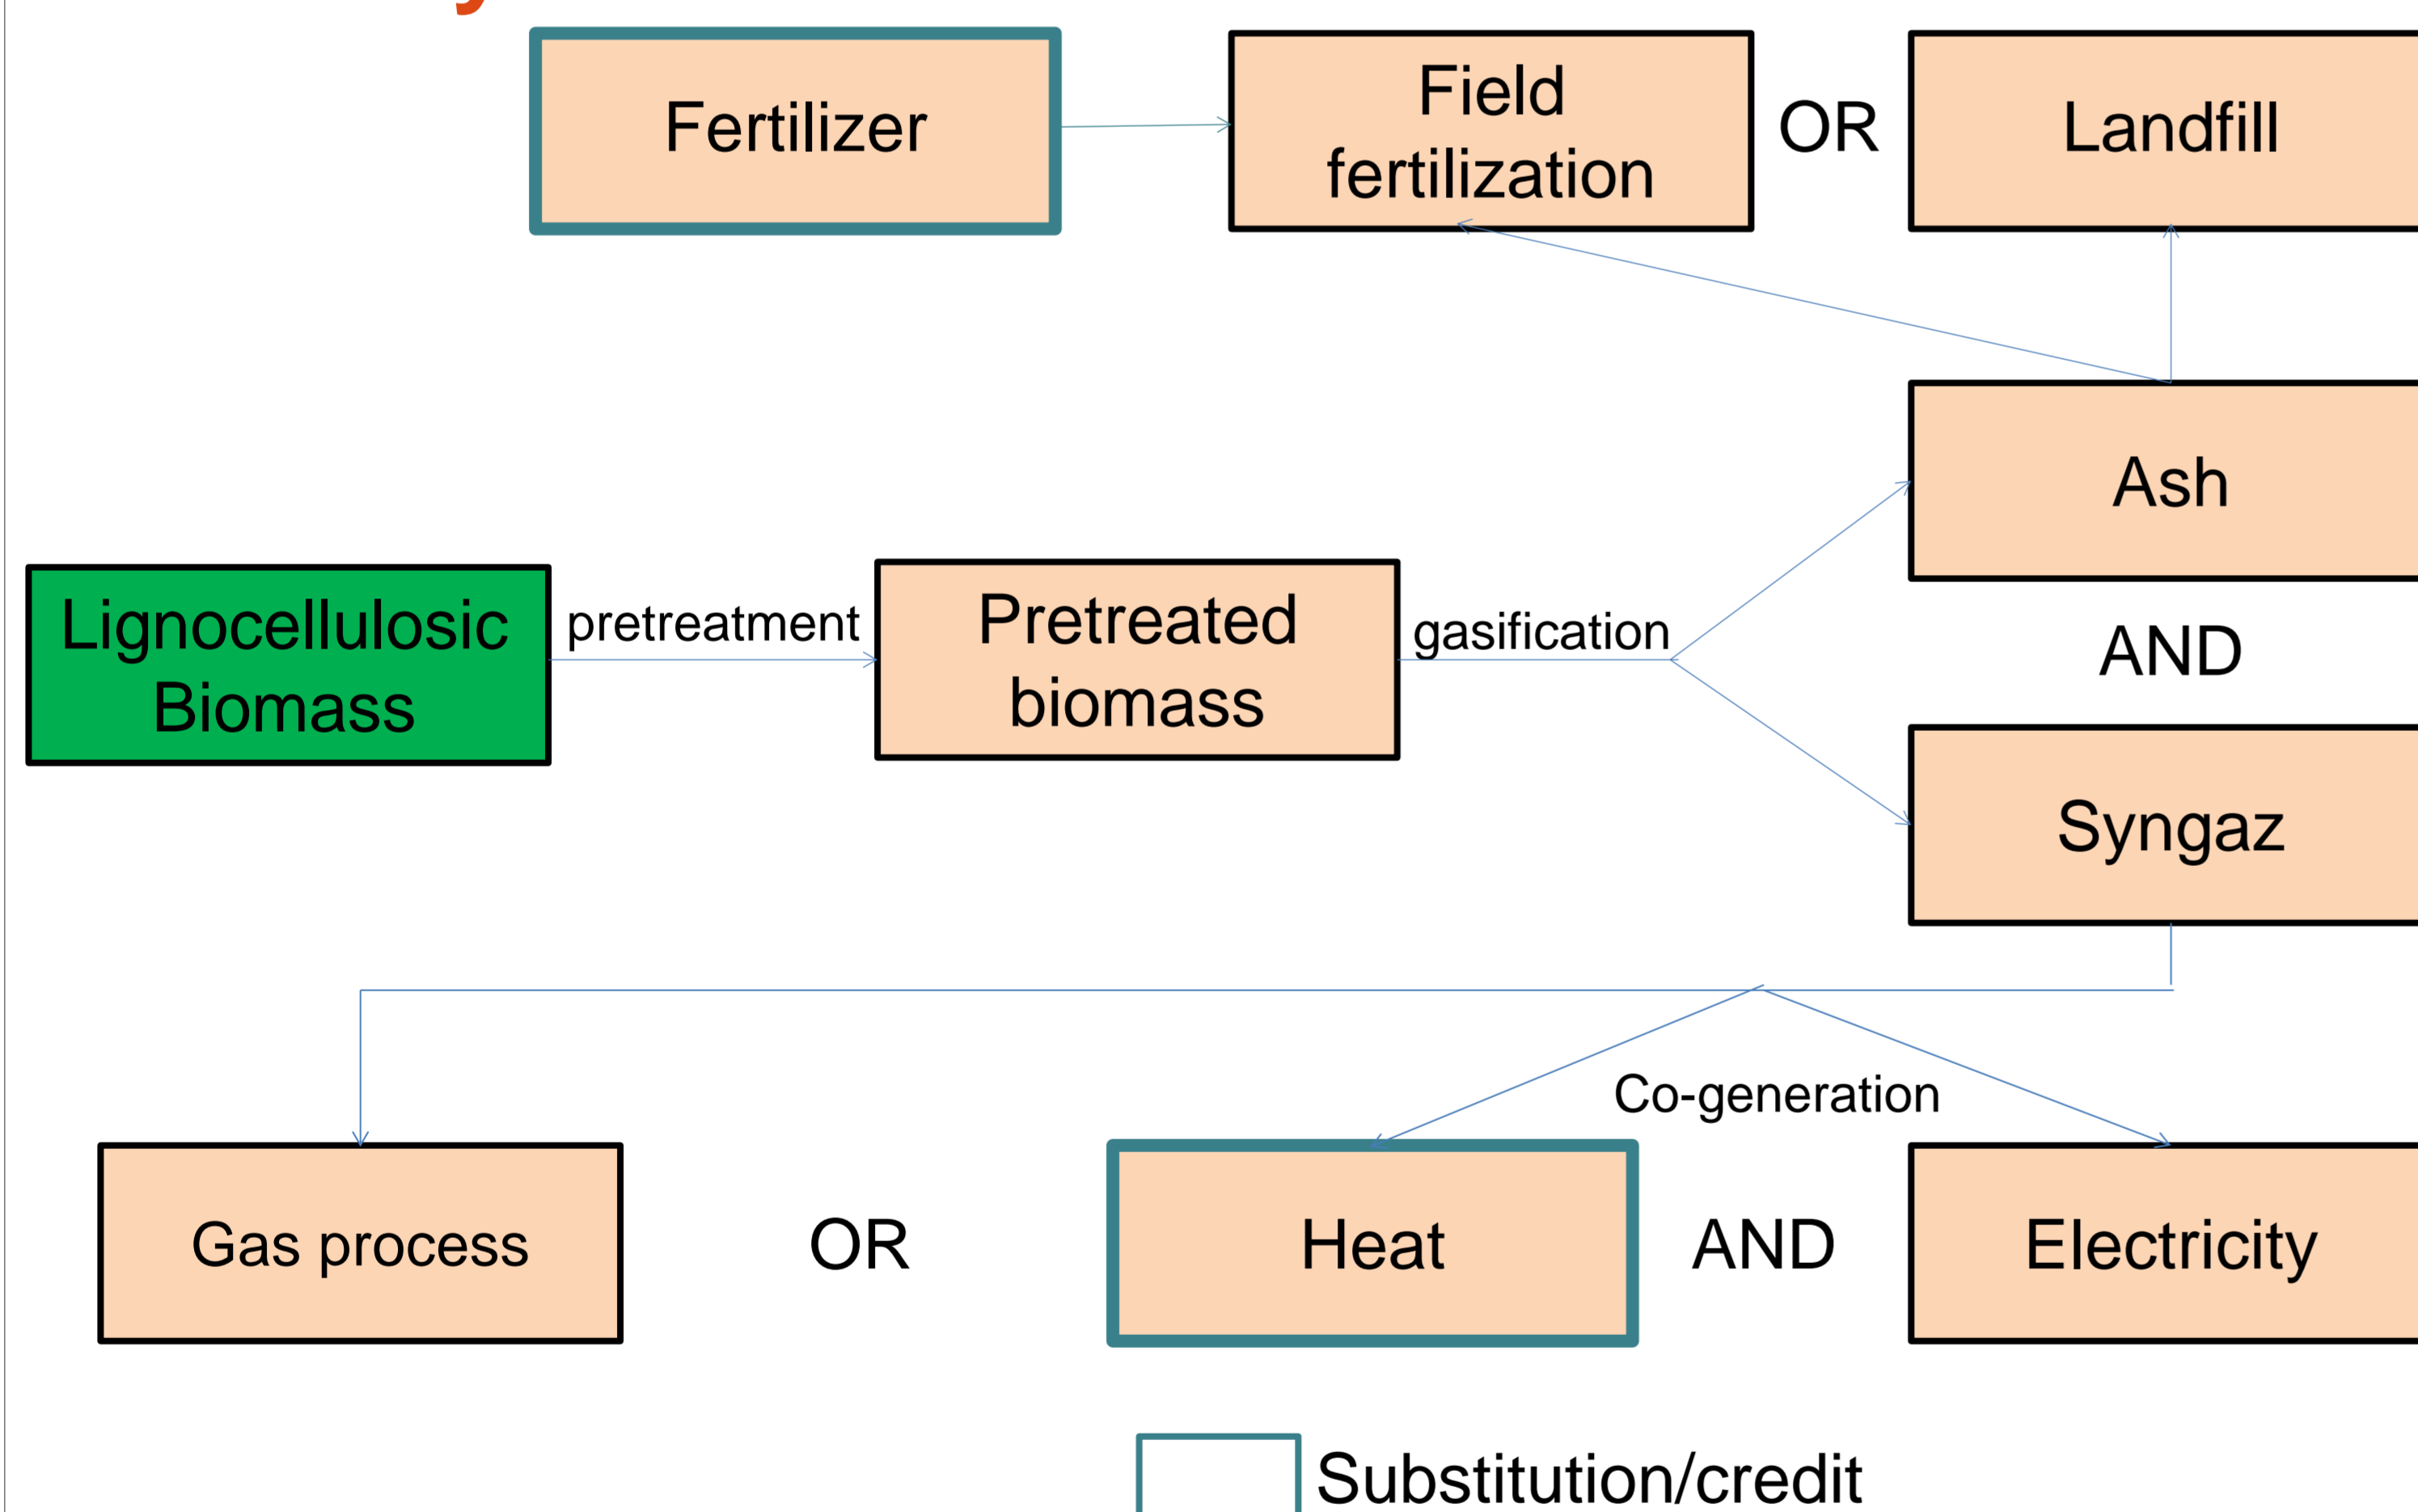 Fertilizer
Field
fertilization
OR
Landfill
Ash
Lignocellulosic
Biomass
pretreatment
Pretreated
biomass
gasification
AND
Syngaz
Co-generation
Gas process
OR
Heat
AND
Electricity
Substitution/credit